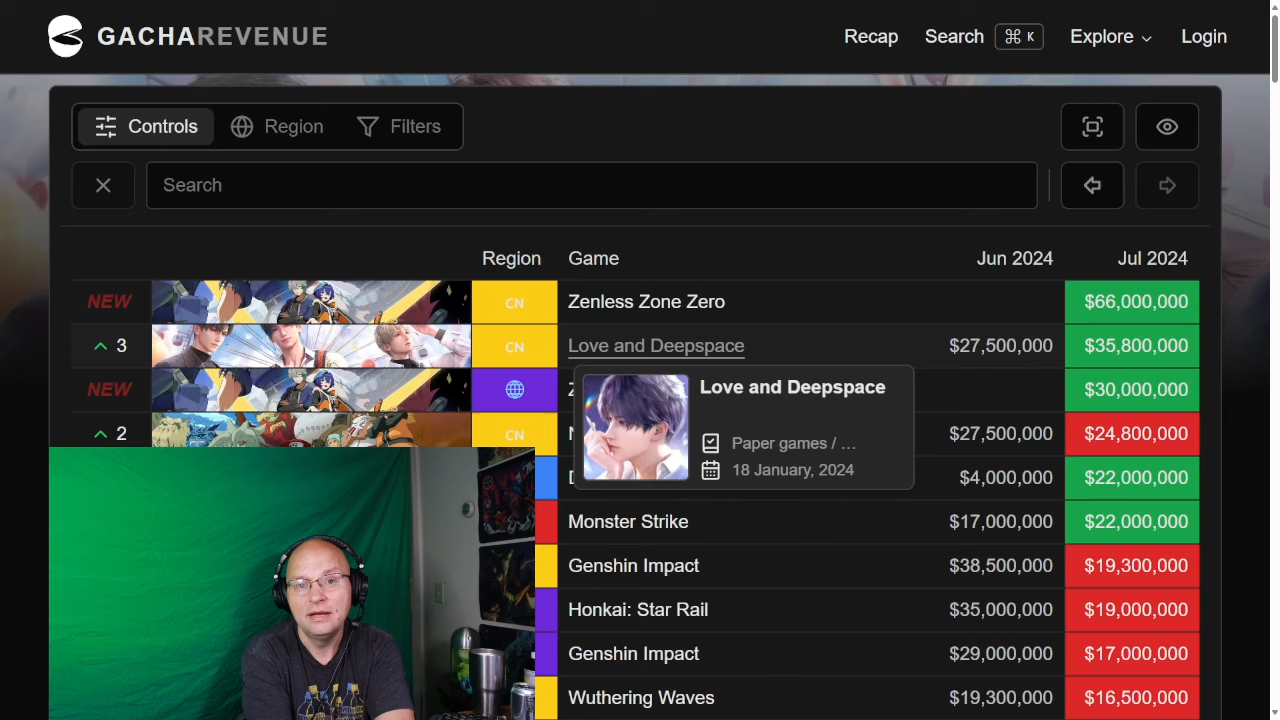 GACHAREVENUE
Recap
Search ⌘ K
Explore
Login
Controls
Region
Filters
Search
Region Game Jun 2024 Jul 2024
NEW CN Zenless Zone Zero $66,000,000
3 CN Love and Deepspace $27,500,000 $35,800,000
NEW Z $30,000,000
Love and Deepspace
Paper games / ...
18 January, 2024
2 CN $27,500,000 $24,800,000
D $4,000,000 $22,000,000
Monster Strike $17,000,000 $22,000,000
Genshin Impact $38,500,000 $19,300,000
Honkai: Star Rail $35,000,000 $19,000,000
Genshin Impact $29,000,000 $17,000,000
Wuthering Waves $19,300,000 $16,500,000